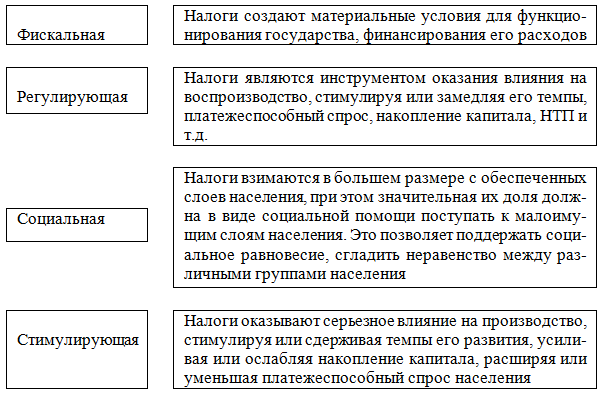 Фискальная
Налоги создают материальные условия для функцио-
нирования государства, финансирования его расходов
Регулирующая
Налоги являются инструментом оказания влияния на
воспроизводство, стимулируя или замедляя его темпы,
платежеспособный спрос, накопление капитала, НТП и
т.д.
Социальная
Налоги взимаются в большем размере с обеспеченных
слоев населения, при этом значительная их доля долж-
на в виде социальной помощи поступать к малоиму-
щим слоям населения. Это позволяет поддержать соци-
альное равновесие, сгладить неравенство между раз-
личными группами населения
Стимулирующая
Налоги оказывают серьезное влияние на производство,
стимулируя или сдерживая темпы его развития, усили-
вая или ослабляя накопление капитала, расширяя или
уменьшая платежеспособный спрос населения